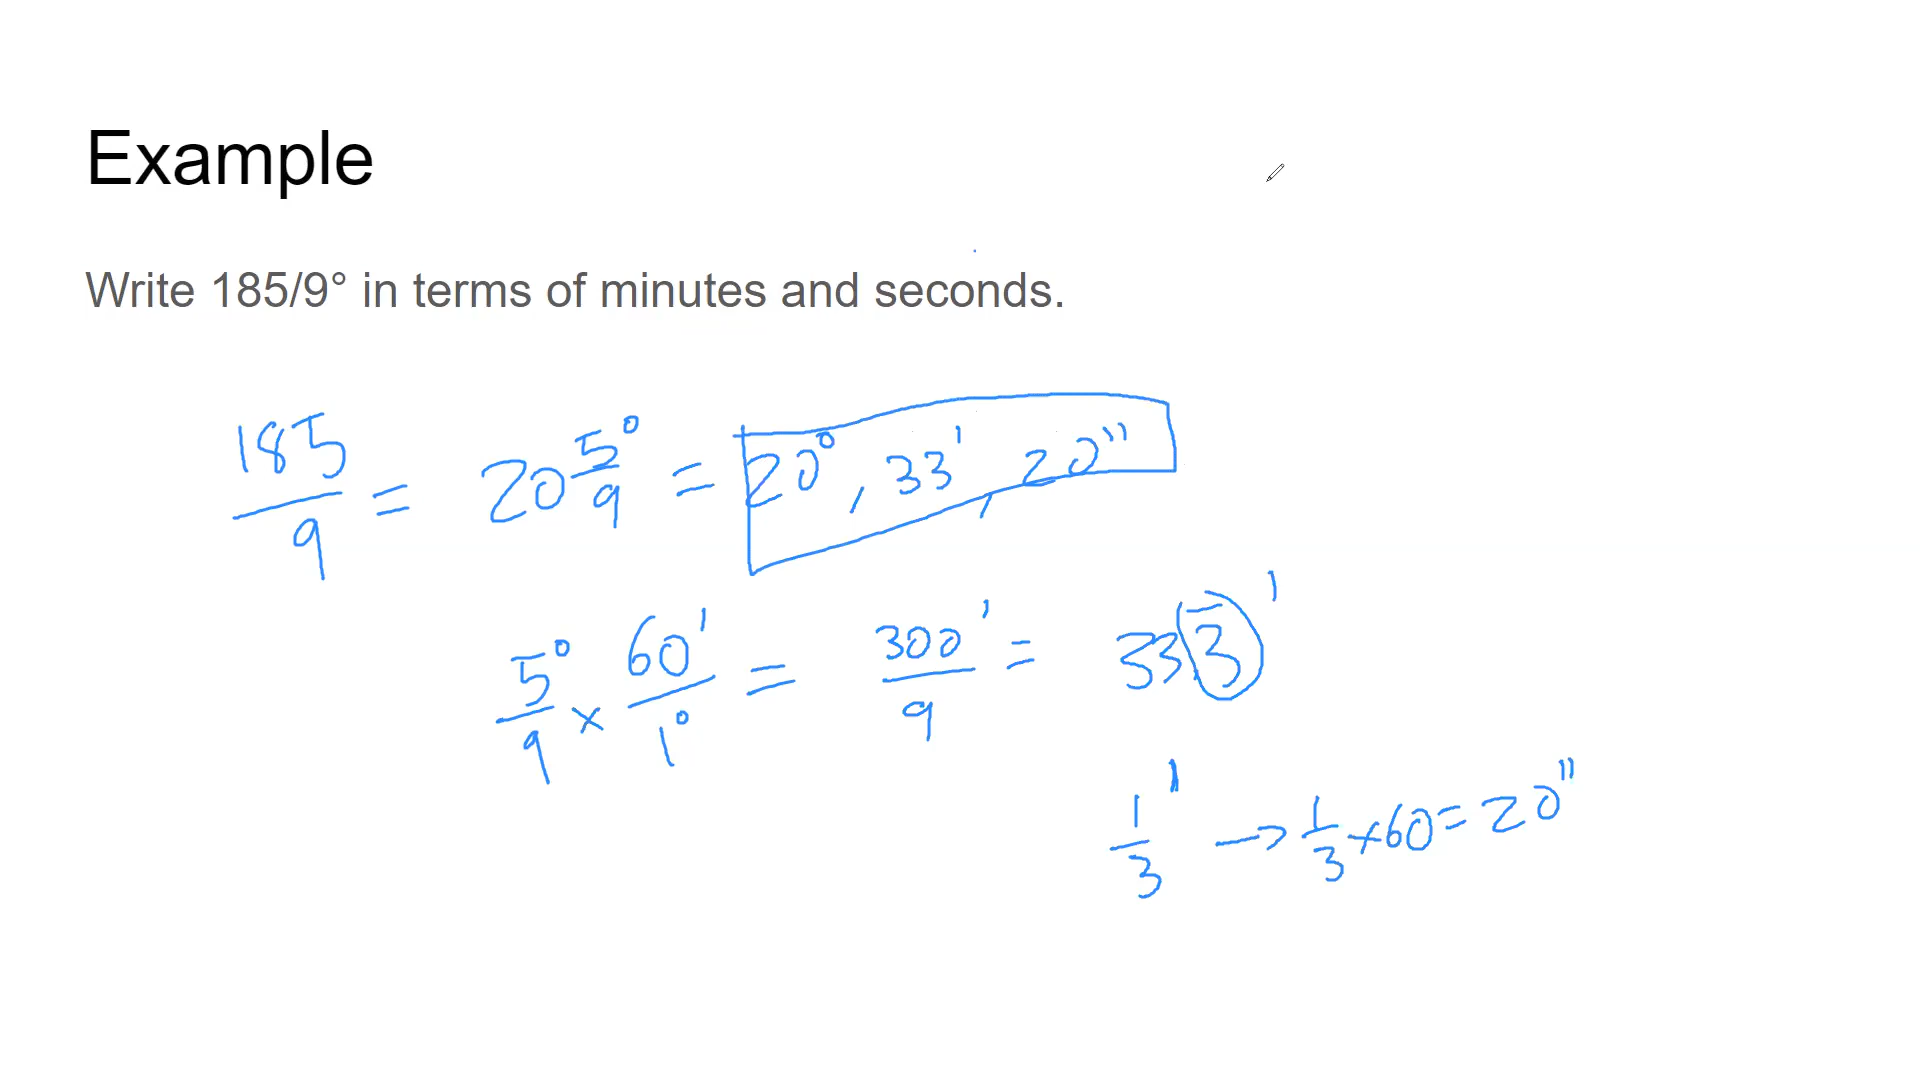 Example
Write 185/9° in terms of minutes and seconds.
185/9 = 20 5/9° = 20°, 33', 20"
5°/9 × 60'/1° = 300'/9 = 33.3̅'
1/3' → 1/3 × 60 = 20"